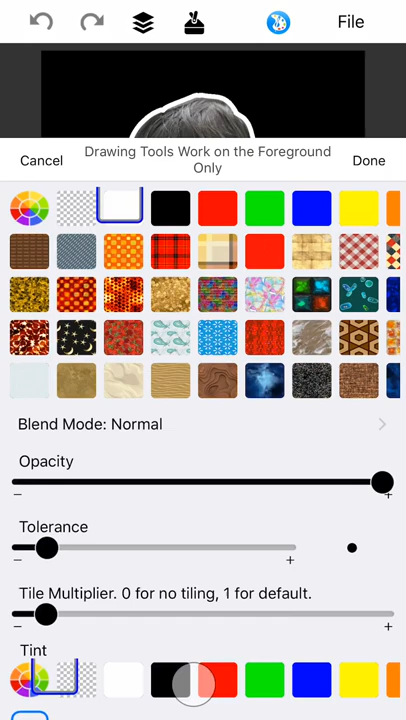 File
Cancel
Drawing Tools Work on the Foreground
Only
Done
Blend Mode: Normal
Opacity
−
+
Tolerance
−
+
Tile Multiplier. 0 for no tiling, 1 for default.
−
+
Tint